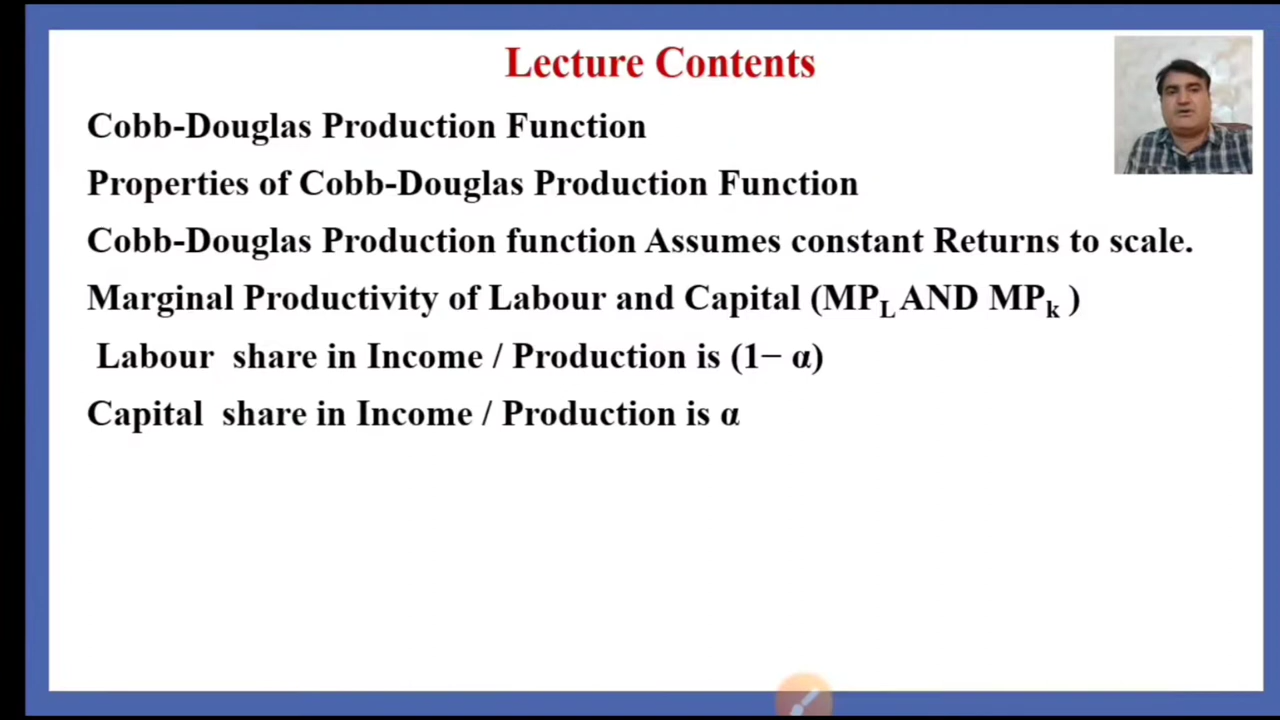 Lecture Contents
Cobb-Douglas Production Function
Properties of Cobb-Douglas Production Function
Cobb-Douglas Production function Assumes constant Returns to scale.
Marginal Productivity of Labour and Capital (MPL AND MPk )
Labour share in Income / Production is (1− α)
Capital share in Income / Production is α